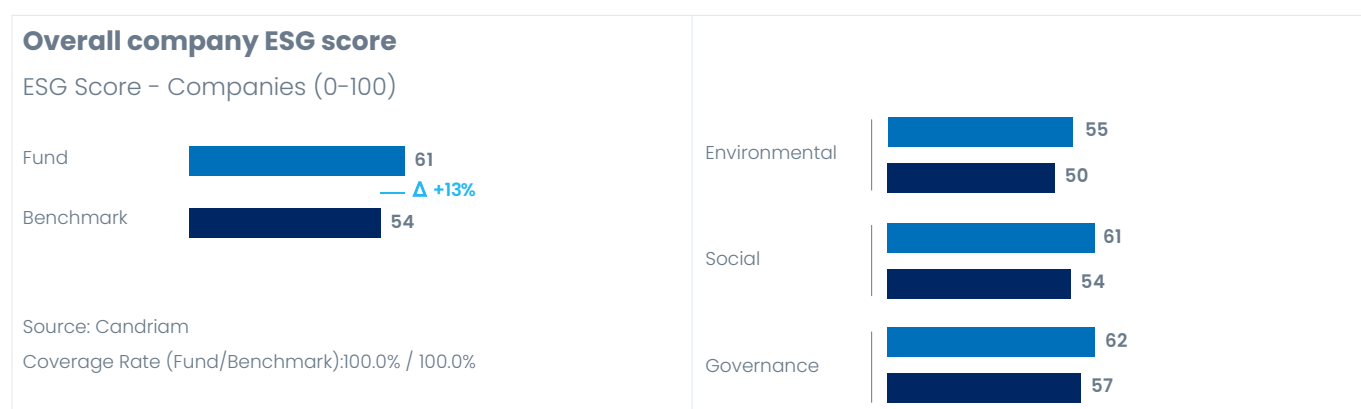 Overall company ESG score
ESG Score - Companies (0-100)
Fund
61
Δ +13%
Benchmark
54
Source: Candriam
Coverage Rate (Fund/Benchmark):100.0% / 100.0%
Environmental
55
50
Social
61
54
Governance
62
57